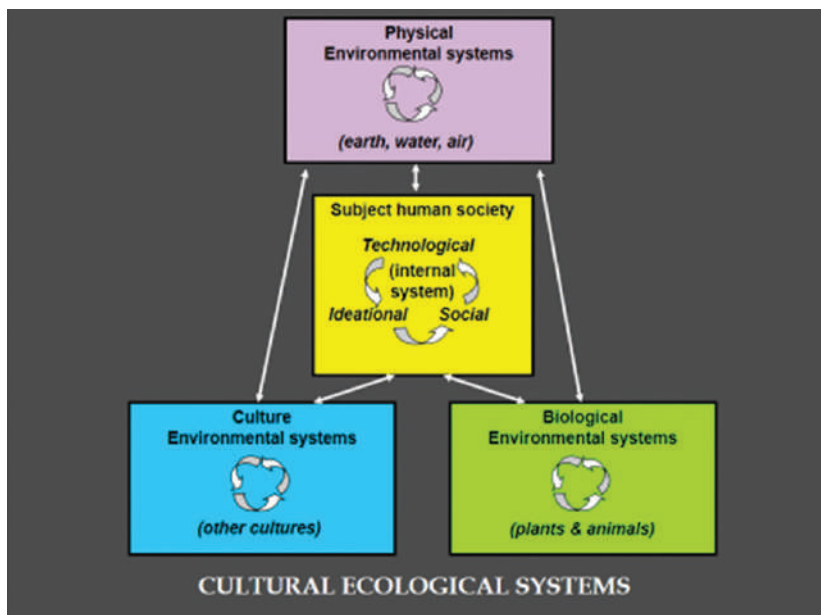 Physical
Environmental systems
(earth, water, air)
Subject human society
Technological
(internal
system)
Ideational Social
Culture
Environmental systems
(other cultures)
Biological
Environmental systems
(plants & animals)
CULTURAL ECOLOGICAL SYSTEMS